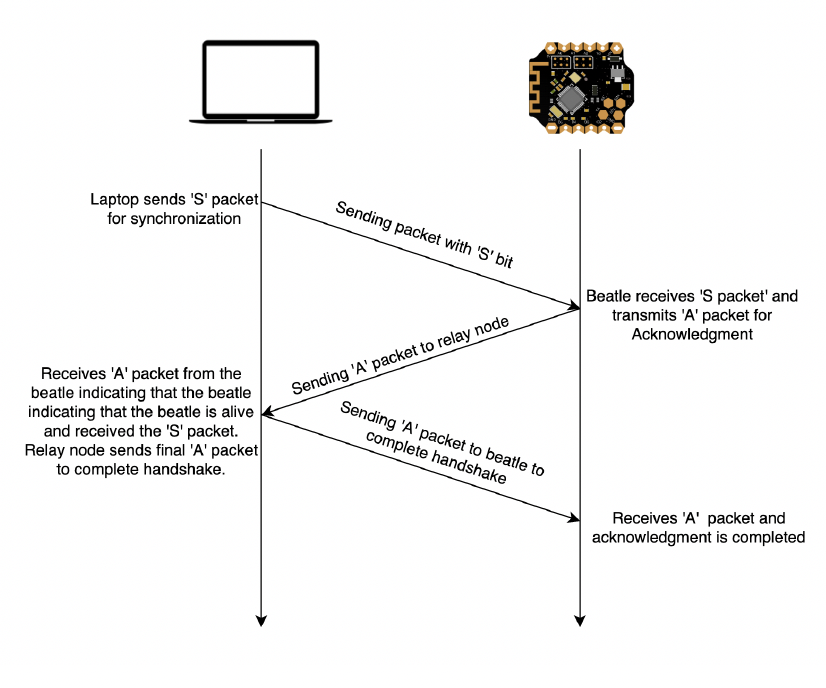 Laptop sends 'S' packet
for synchronization
Sending packet with 'S' bit
Beatle receives 'S packet' and
transmits 'A' packet for
Acknowledgment
Sending 'A' packet to relay node
Receives 'A' packet from the
beatle indicating that the beatle
indicating that the beatle is alive
and received the 'S' packet.
Relay node sends final 'A' packet
to complete handshake.
Sending 'A' packet to beatle to
complete handshake
Receives 'A' packet and
acknowledgment is completed